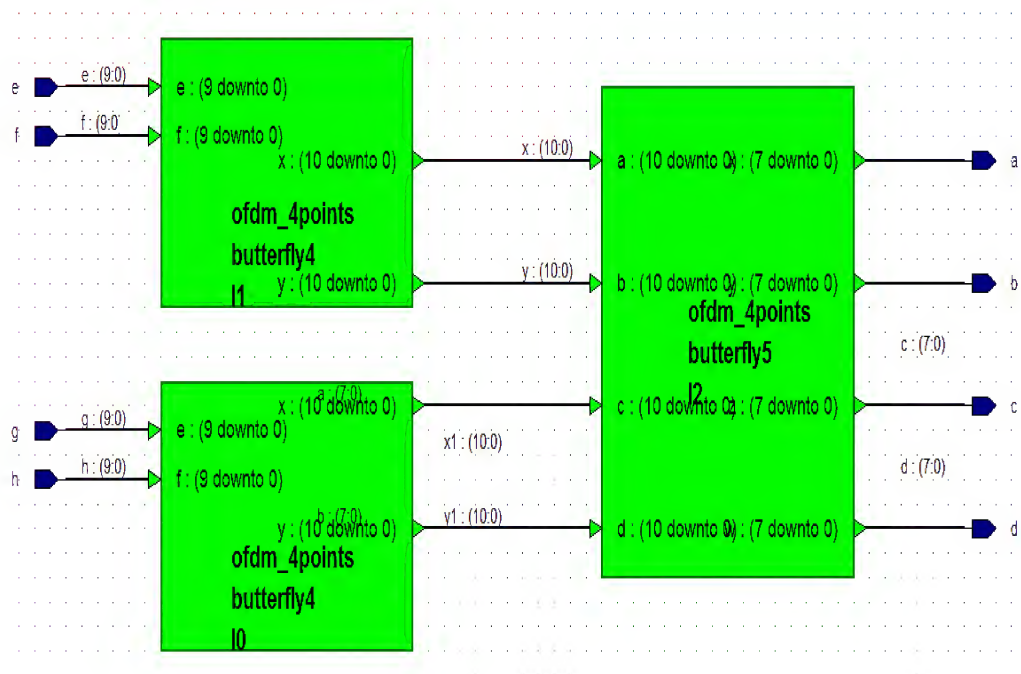 e
e : (9:0)
e : (9 downto 0)
f
f : (9:0
f : (9 downto 0)
x : (10 downto 0)
ofdm_4points
butterfly4
y : (10 downto 0)
I1
x : (10:0)
y : (10:0)
a : (10 downto 0)
x : (7 downto 0)
a
b : (10 downto 0)
y : (7 downto 0)
b
ofdm_4points
butterfly5
I2
c : (7:0)
c : (10 downto 0)
z : (7 downto 0)
c
d : (7:0)
d : (10 downto 0)
w : (7 downto 0)
d
a : (7:0)
x : (10 downto 0)
g
g : (9:0)
e : (9 downto 0)
x1 : (10:0)
h
h : (9:0)
f : (9 downto 0)
b : (7:0)
y : (10 downto 0)
y1 : (10:0)
ofdm_4points
butterfly4
I0